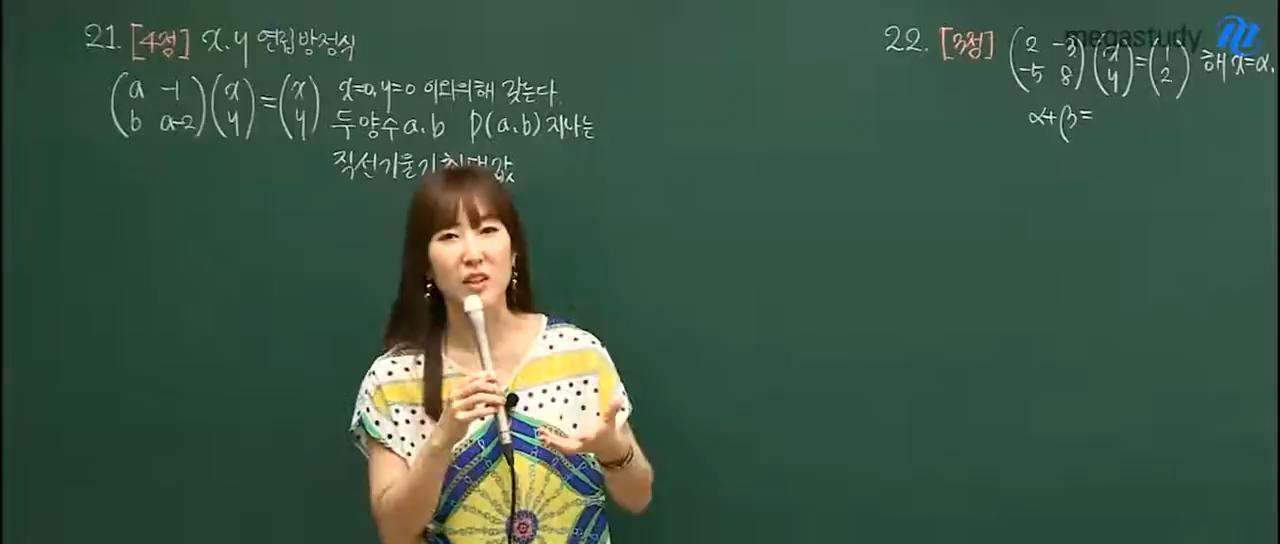 21. [4점] x.y 연립방정식
(a -1)(x)=(x) x=0, y=0 이외의해 갖는다.
(b a-2)(y) (y) 두 양수 a.b P(a.b) 지나는
직선기울기 최대값
22. [3점] (2 -3)(x)=(1) 해 x=α.
(-5 8)(y) (2)
α+β=
megastudy